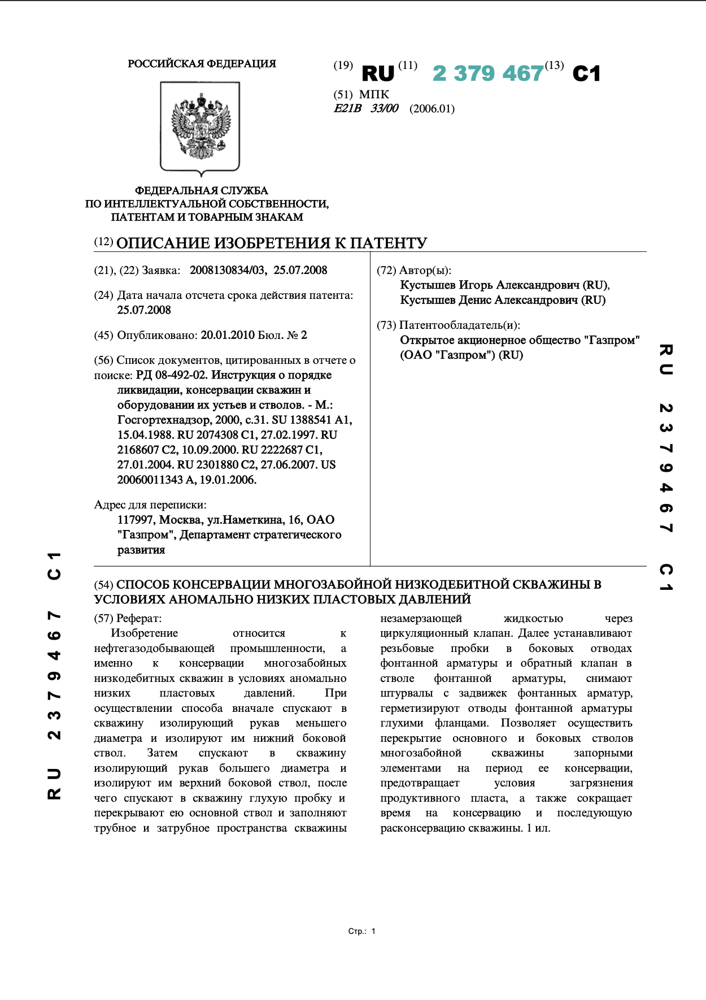 РОССИЙСКАЯ ФЕДЕРАЦИЯ
(19) RU (11) 2 379 467 (13) C1
(51) МПК
E21B 33/00 (2006.01)
ФЕДЕРАЛЬНАЯ СЛУЖБА
ПО ИНТЕЛЛЕКТУАЛЬНОЙ СОБСТВЕННОСТИ,
ПАТЕНТАМ И ТОВАРНЫМ ЗНАКАМ
(12) ОПИСАНИЕ ИЗОБРЕТЕНИЯ К ПАТЕНТУ
(21), (22) Заявка: 2008130834/03, 25.07.2008
(24) Дата начала отсчета срока действия патента:
25.07.2008
(45) Опубликовано: 20.01.2010 Бюл. № 2
(56) Список документов, цитированных в отчете о
поиске: РД 08-492-02. Инструкция о порядке
ликвидации, консервации скважин и
оборудовании их устьев и стволов. - М.:
Госгортехнадзор, 2000, с.31. SU 1388541 A1,
15.04.1988. RU 2074308 C1, 27.02.1997. RU
2168607 C2, 10.09.2000. RU 2222687 C1,
27.01.2004. RU 2301880 C2, 27.06.2007. US
20060011343 A, 19.01.2006.
Адрес для переписки:
117997, Москва, ул.Наметкина, 16, ОАО
"Газпром", Департамент стратегического
развития
(72) Автор(ы):
Кустышев Игорь Александрович (RU),
Кустышев Денис Александрович (RU)
(73) Патентообладатель(и):
Открытое акционерное общество "Газпром"
(ОАО "Газпром") (RU)
(54) СПОСОБ КОНСЕРВАЦИИ МНОГОЗАБОЙНОЙ НИЗКОДЕБИТНОЙ СКВАЖИНЫ В
УСЛОВИЯХ АНОМАЛЬНО НИЗКИХ ПЛАСТОВЫХ ДАВЛЕНИЙ
(57) Реферат:
Изобретение относится к
нефтегазодобывающей промышленности, а
именно к консервации многозабойных
низкодебитных скважин в условиях аномально
низких пластовых давлений. При
осуществлении способа вначале спускают в
скважину изолирующий рукав меньшего
диаметра и изолируют им нижний боковой
ствол. Затем спускают в скважину
изолирующий рукав большего диаметра и
изолируют им верхний боковой ствол, после
чего спускают в скважину глухую пробку и
перекрывают ею основной ствол и заполняют
трубное и затрубное пространства скважины
незамерзающей жидкостью через
циркуляционный клапан. Далее устанавливают
резьбовые пробки в боковых отводах
фонтанной арматуры и обратный клапан в
стволе фонтанной арматуры, снимают
штурвалы с задвижек фонтанных арматур,
герметизируют отводы фонтанной арматуры
глухими фланцами. Позволяет осуществить
перекрытие основного и боковых стволов
многозабойной скважины запорными
элементами на период ее консервации,
предотвращает условия загрязнения
продуктивного пласта, а также сокращает
время на консервацию и последующую
расконсервацию скважины. 1 ил.
RU 2379467 C1
RU 2379467 C1
Стр.: 1